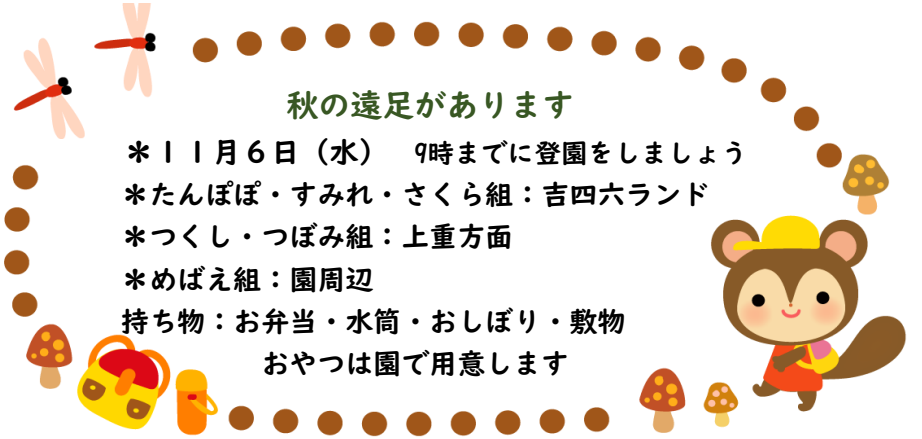 秋の遠足があります
＊１１月６日（水）　9時までに登園をしましょう
＊たんぽぽ・すみれ・さくら組：吉四六ランド
＊つくし・つぼみ組：上重方面
＊めばえ組：園周辺
持ち物：お弁当・水筒・おしぼり・敷物
おやつは園で用意します